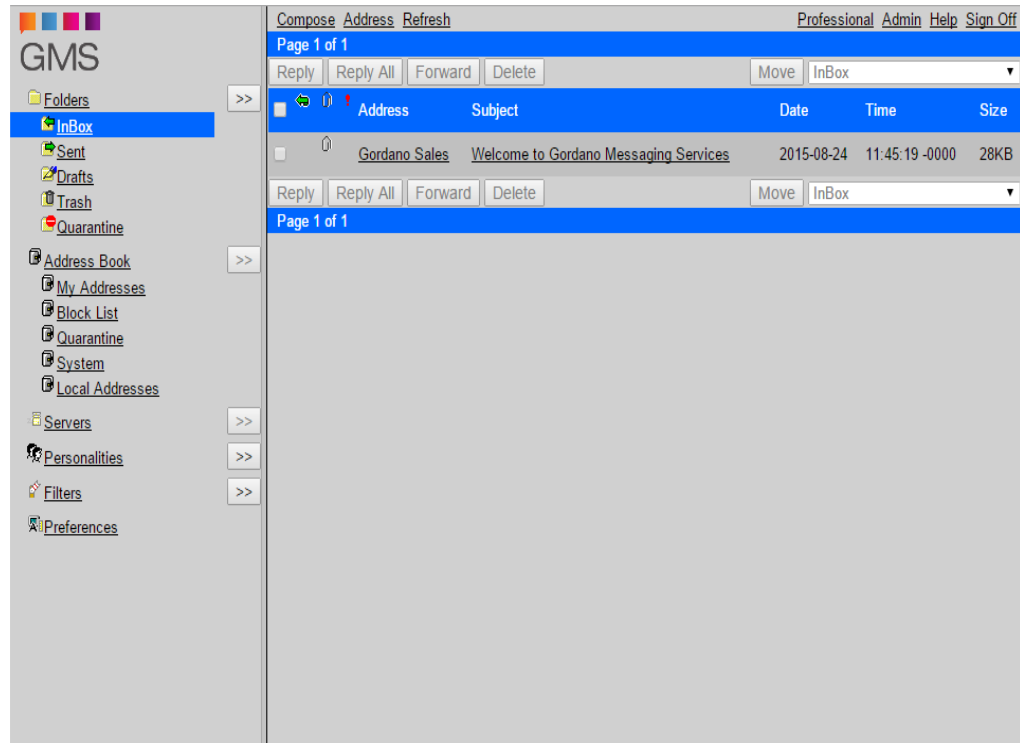 GMS
Folders >>
InBox
Sent
Drafts
Trash
Quarantine
Address Book >>
My Addresses
Block List
Quarantine
System
Local Addresses
Servers >>
Personalities >>
Filters >>
Preferences
Compose Address Refresh Professional Admin Help Sign Off
Page 1 of 1
Reply Reply All Forward Delete Move InBox
! Address Subject Date Time Size
Gordano Sales Welcome to Gordano Messaging Services 2015-08-24 11:45:19 -0000 28KB
Reply Reply All Forward Delete Move InBox
Page 1 of 1